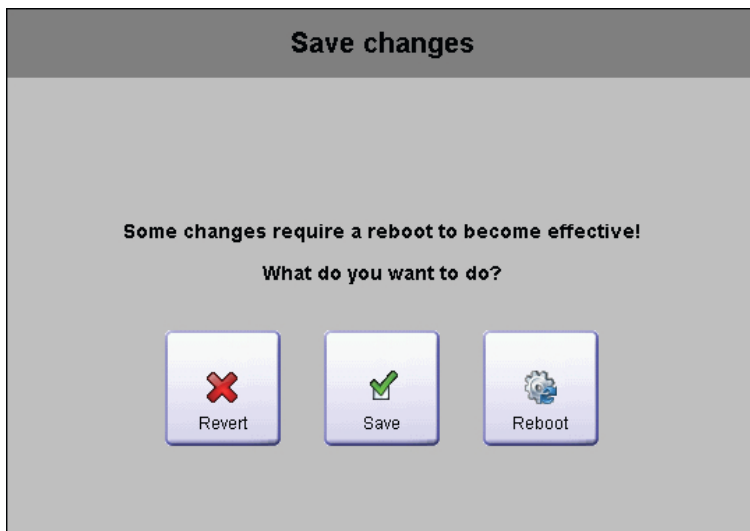 Save changes
Some changes require a reboot to become effective!
What do you want to do?
Revert
Save
Reboot